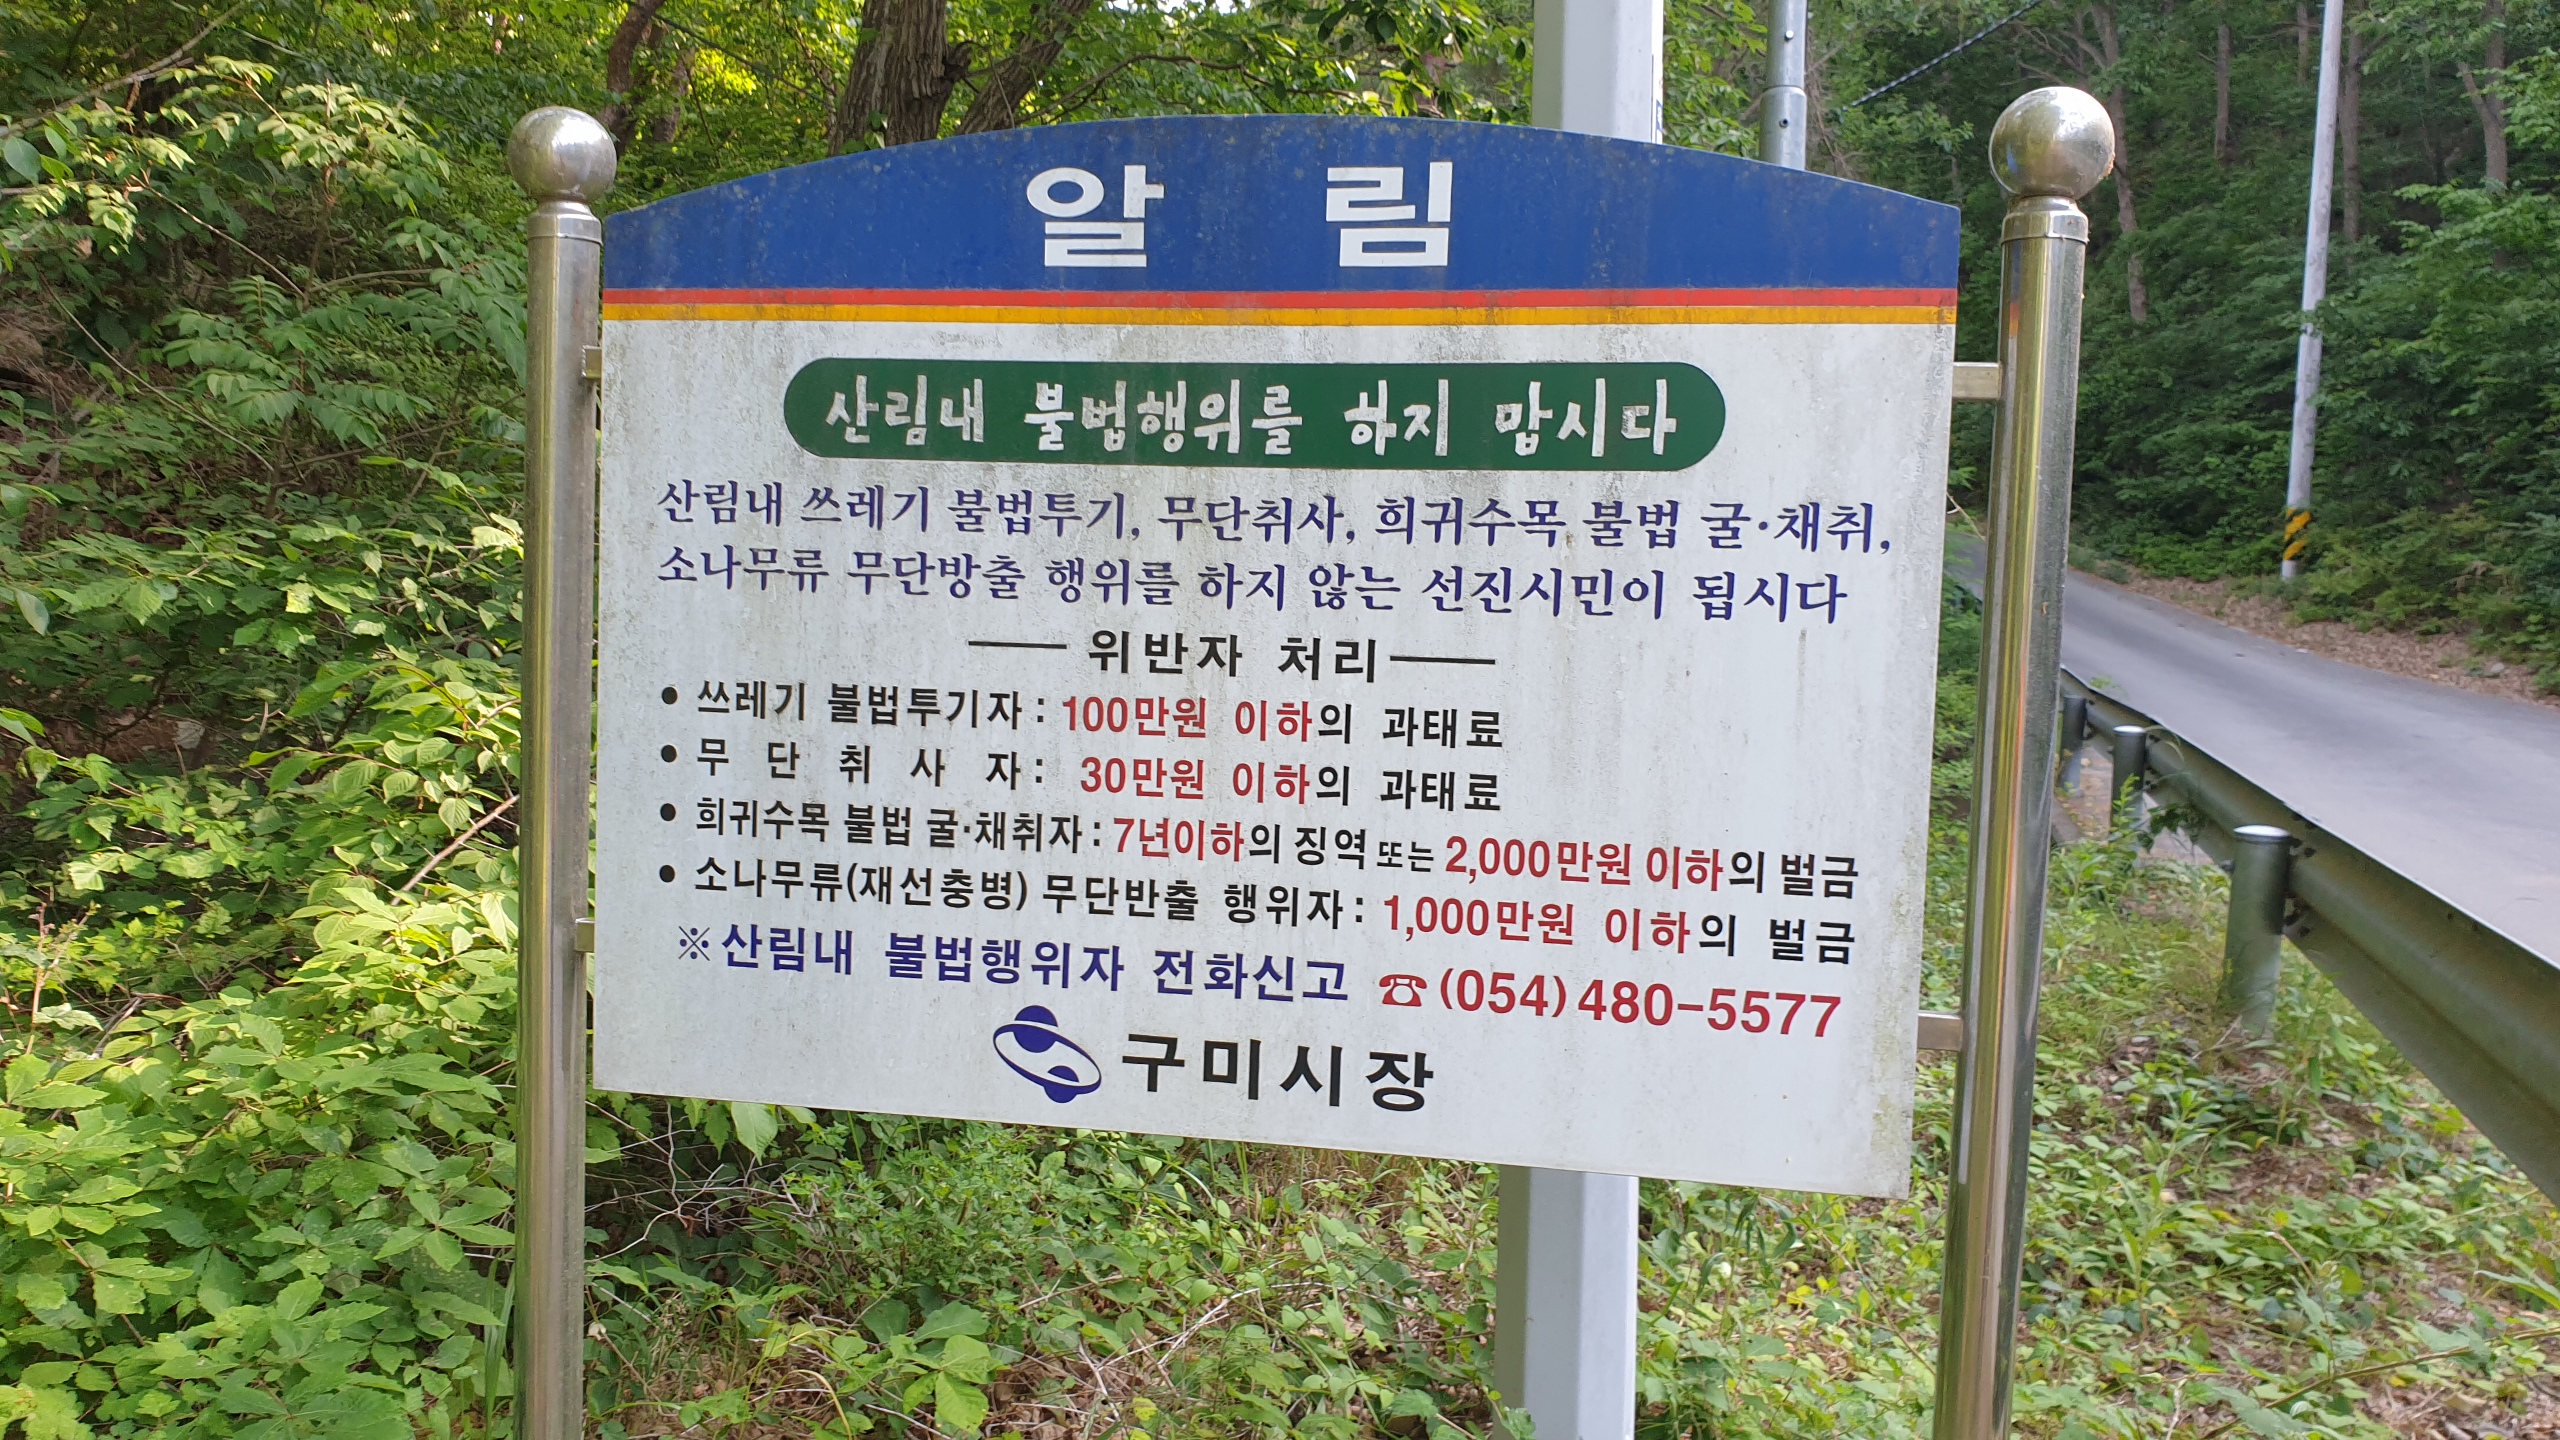 알 림
산림내 불법행위를 하지 맙시다
산림내 쓰레기 불법투기, 무단취사, 희귀수목 불법 굴·채취,
소나무류 무단방출 행위를 하지 않는 선진시민이 됩시다
── 위반자 처리 ──
• 쓰레기 불법투기자 : 100만원 이하의 과태료
• 무 단 취 사 자 : 30만원 이하의 과태료
• 희귀수목 불법 굴·채취자 : 7년이하의 징역 또는 2,000만원 이하의 벌금
• 소나무류(재선충병) 무단반출 행위자 : 1,000만원 이하의 벌금
※ 산림내 불법행위자 전화신고 ☎ (054) 480-5577
구미시장